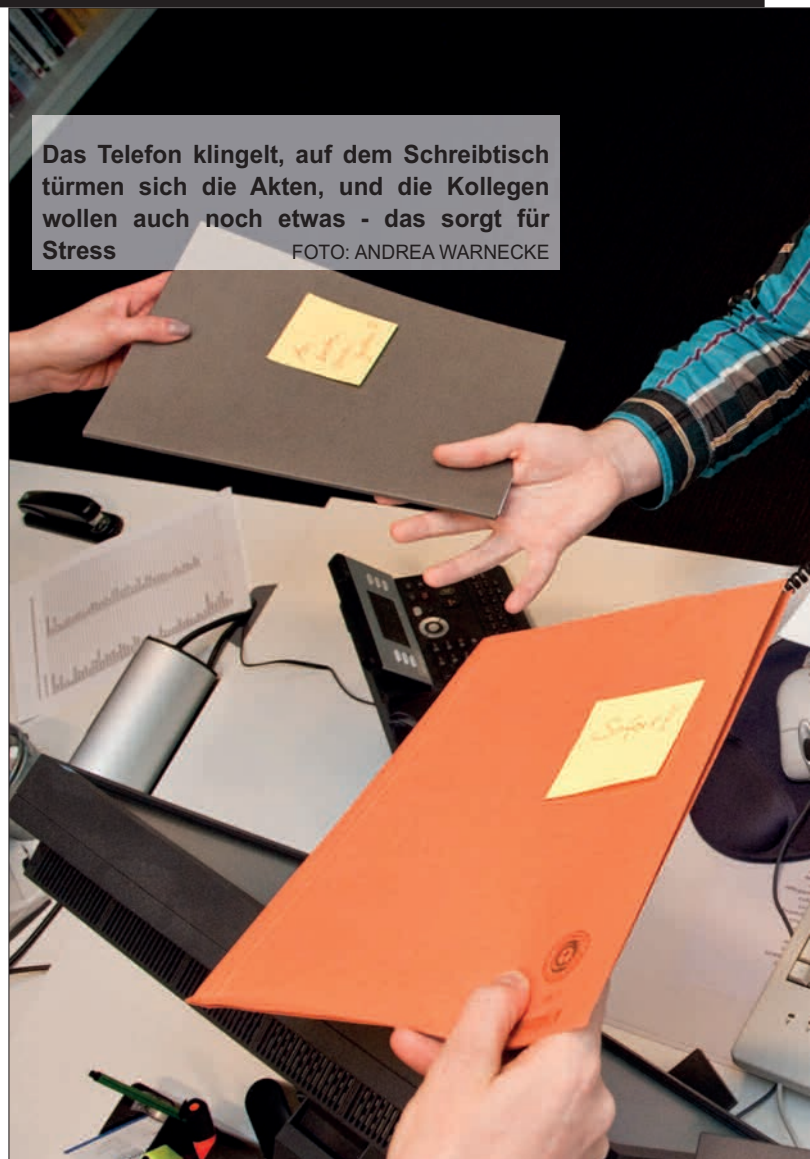 Das Telefon klingelt, auf dem Schreibtisch
türmen sich die Akten, und die Kollegen
wollen auch noch etwas - das sorgt für
Stress FOTO: ANDREA WARNECKE
Sofort!